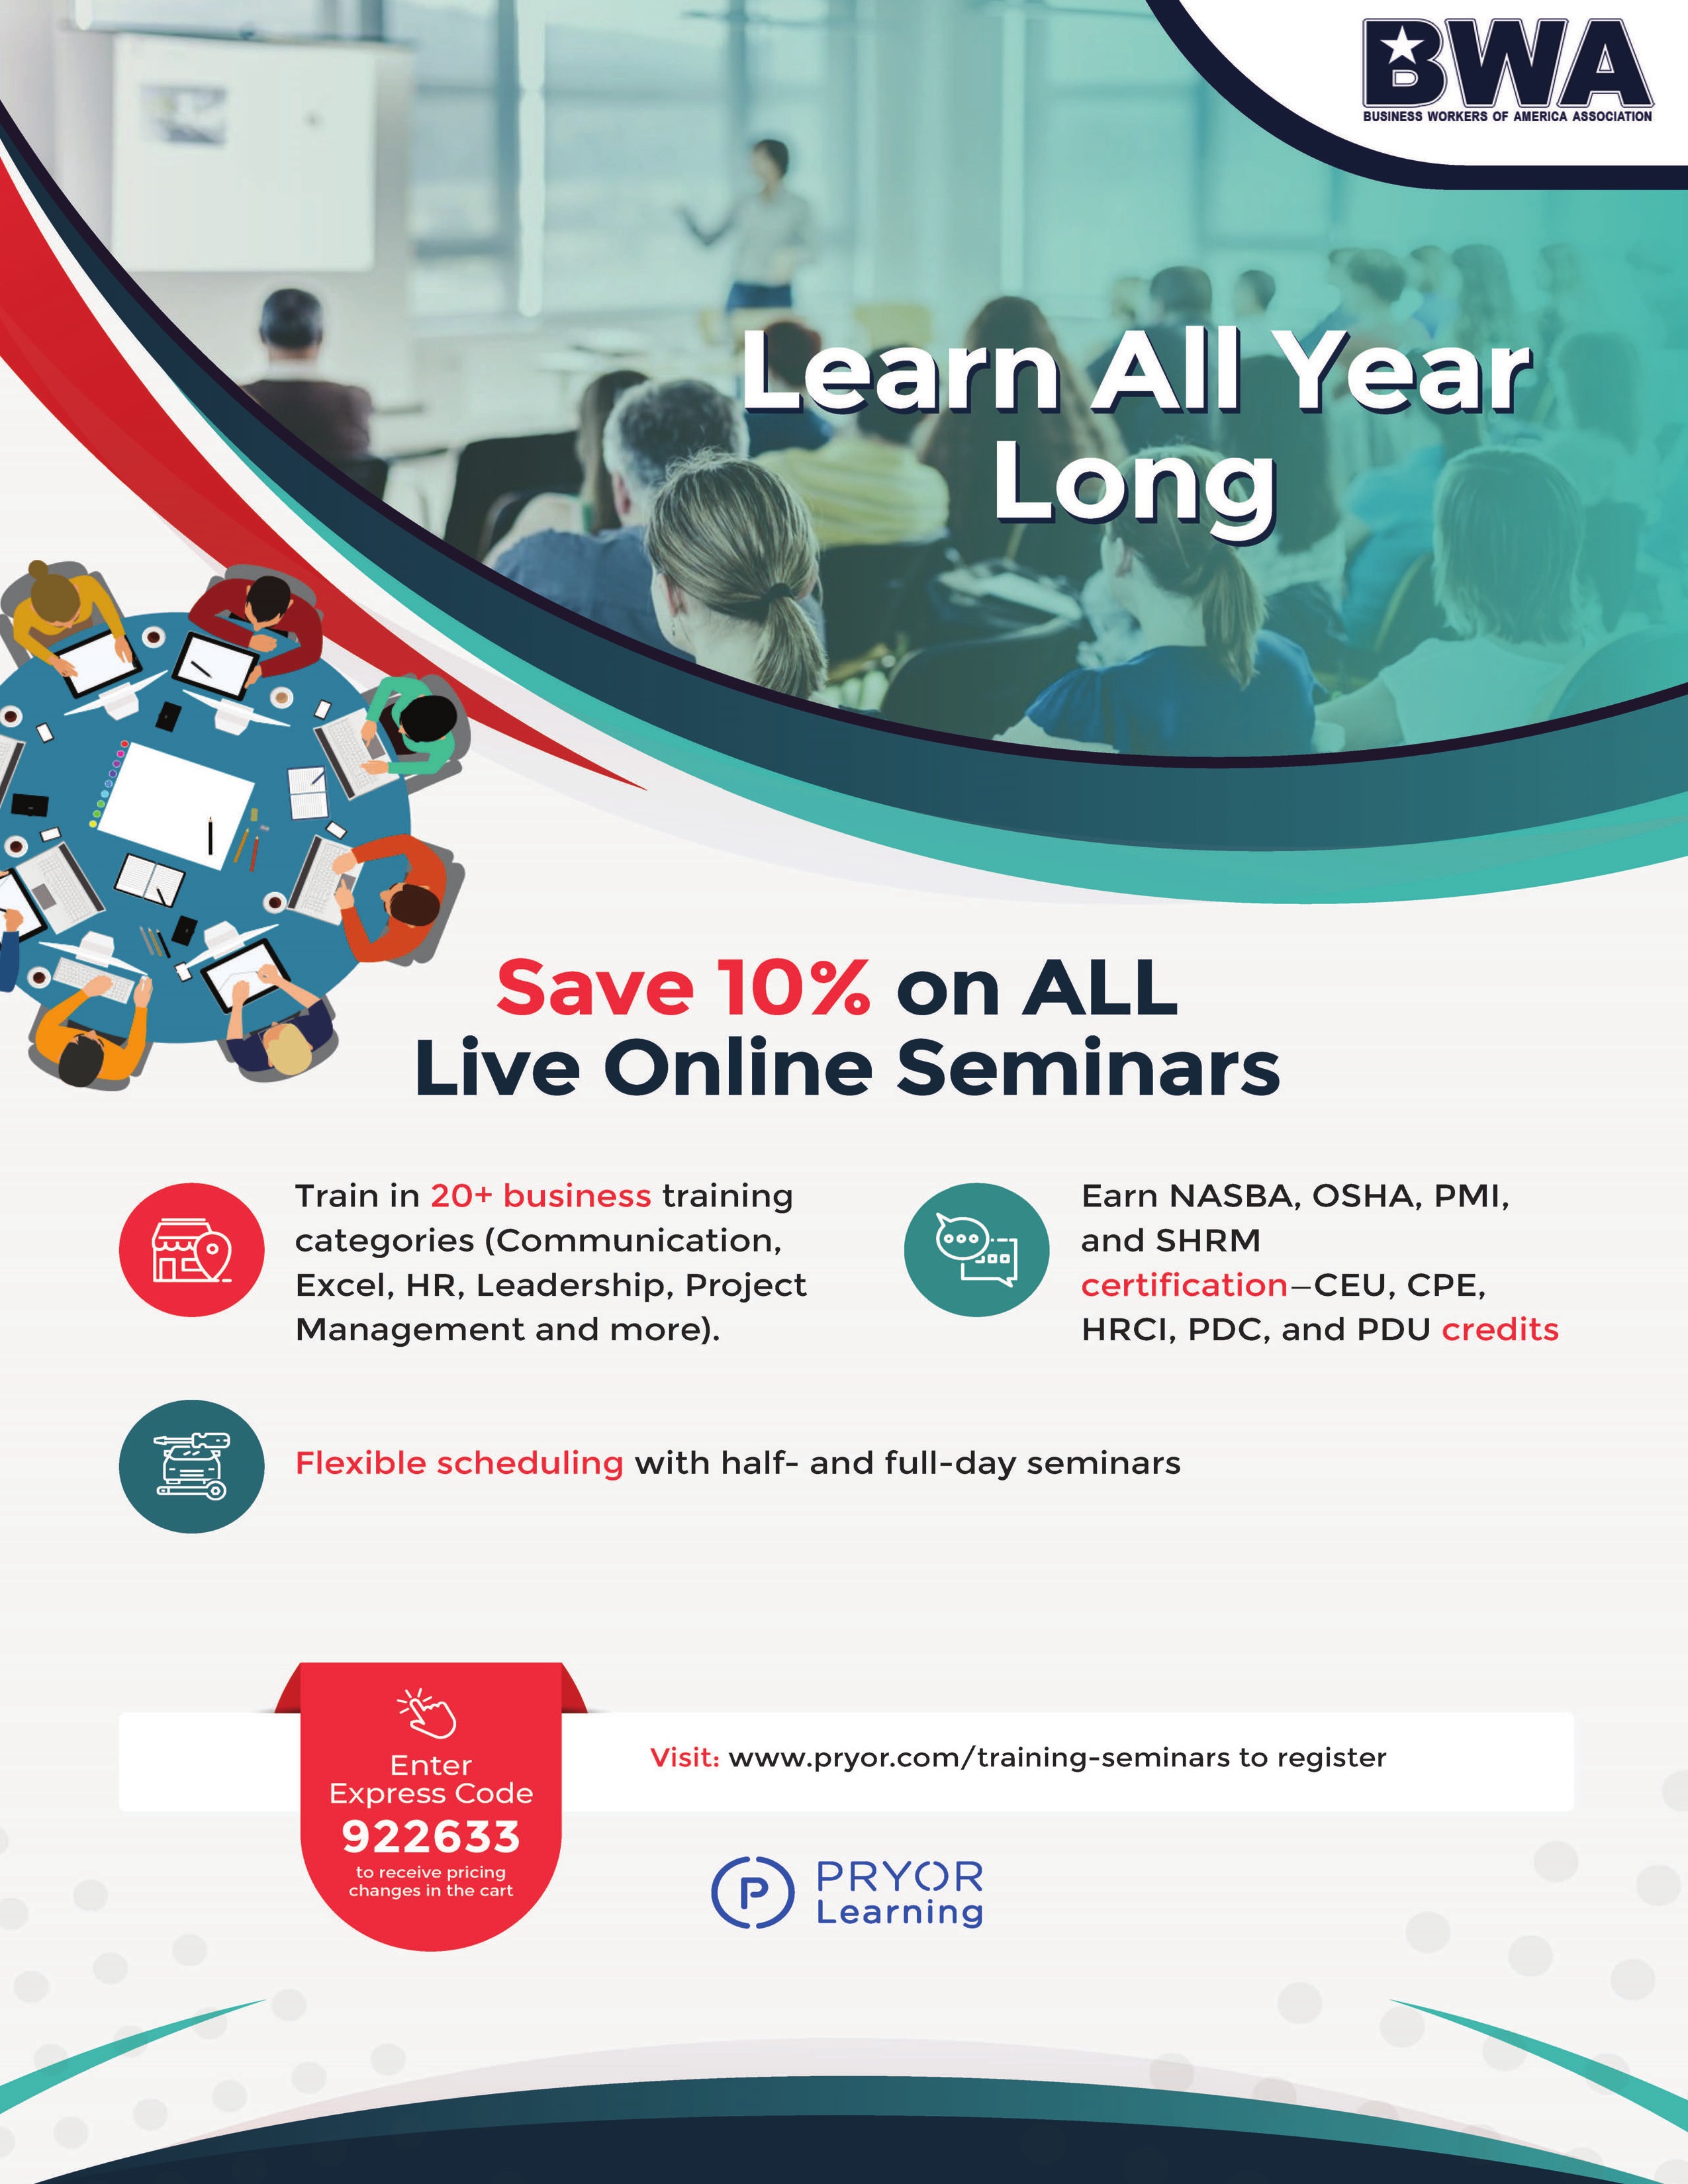 BWA
BUSINESS WORKERS OF AMERICA ASSOCIATION
Learn All Year
Long
Save 10% on ALL
Live Online Seminars
Train in 20+ business training
categories (Communication,
Excel, HR, Leadership, Project
Management and more).
Earn NASBA, OSHA, PMI,
and SHRM
certification—CEU, CPE,
HRCI, PDC, and PDU credits
Flexible scheduling with half- and full-day seminars
Enter
Express Code
922633
to receive pricing
changes in the cart
Visit: www.pryor.com/training-seminars to register
P
PRYOR
Learning